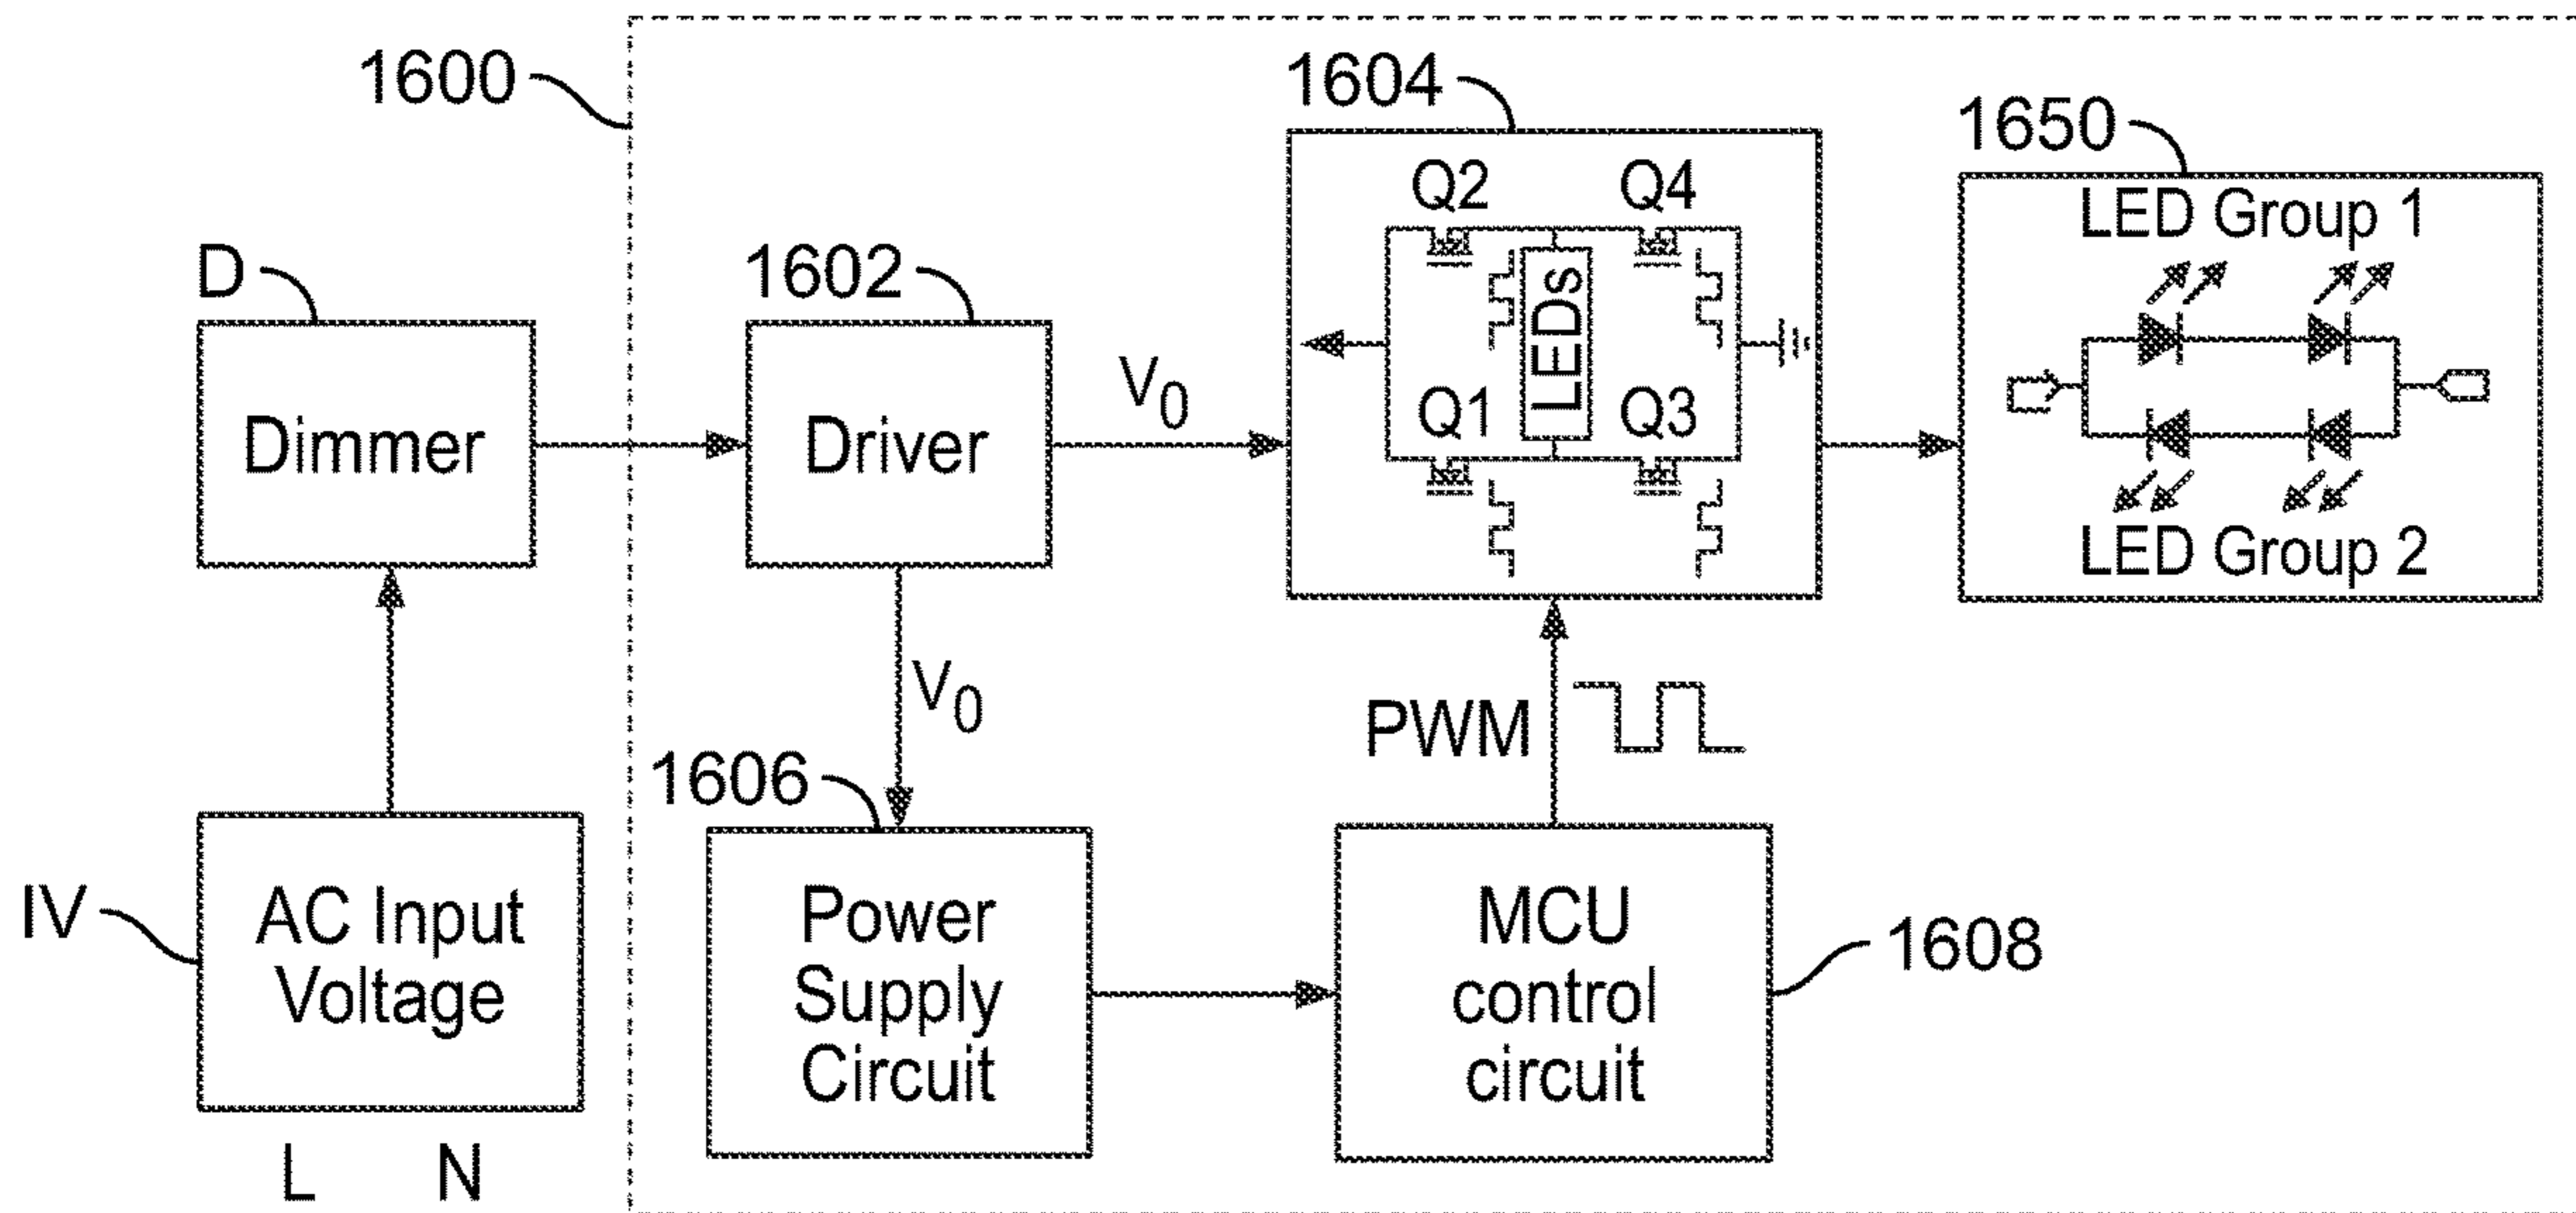 1600
1604
1650
Q2
Q4
LED Group 1
D
1602
LEDs
Dimmer
Driver
V0
Q1
Q3
LED Group 2
V0
PWM
1606
IV
AC Input
Voltage
Power
Supply
Circuit
MCU
control
circuit
1608
L
N